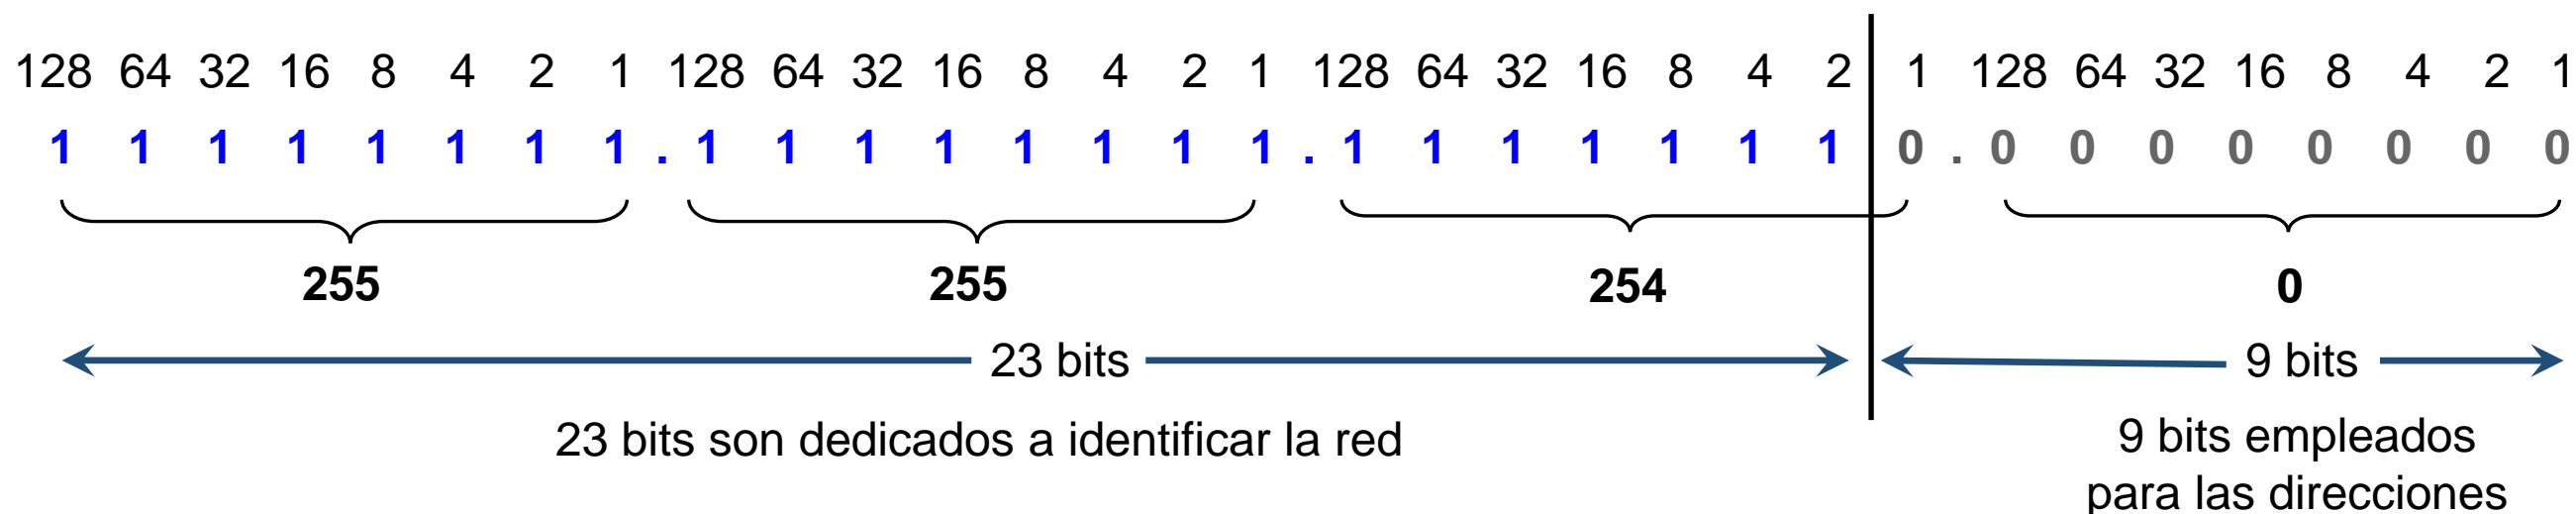 128 64 32 16 8 4 2 1 128 64 32 16 8 4 2 1 128 64 32 16 8 4 2 1 128 64 32 16 8 4 2 1
1 1 1 1 1 1 1 1 . 1 1 1 1 1 1 1 1 . 1 1 1 1 1 1 1 0 . 0 0 0 0 0 0 0 0
255 255 254 0
23 bits 9 bits
23 bits son dedicados a identificar la red
9 bits empleados
para las direcciones